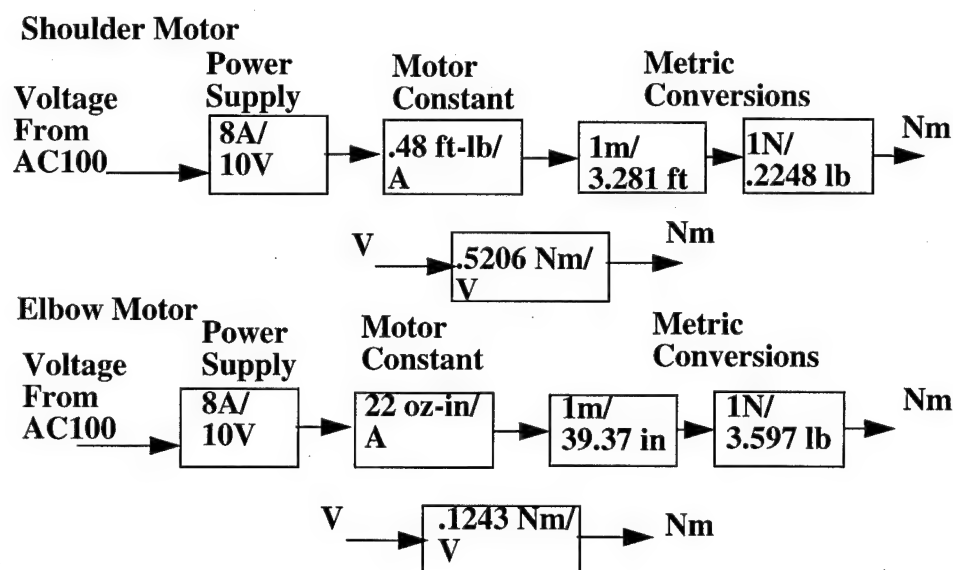 Shoulder Motor
Voltage
From
AC100
Power
Supply
8A/
10V
Motor
Constant
.48 ft-lb/
A
Metric
Conversions
1m/
3.281 ft
1N/
.2248 lb
Nm
V
.5206 Nm/
V
Nm
Elbow Motor
Voltage
From
AC100
Power
Supply
8A/
10V
Motor
Constant
22 oz-in/
A
Metric
Conversions
1m/
39.37 in
1N/
3.597 lb
Nm
V
.1243 Nm/
V
Nm